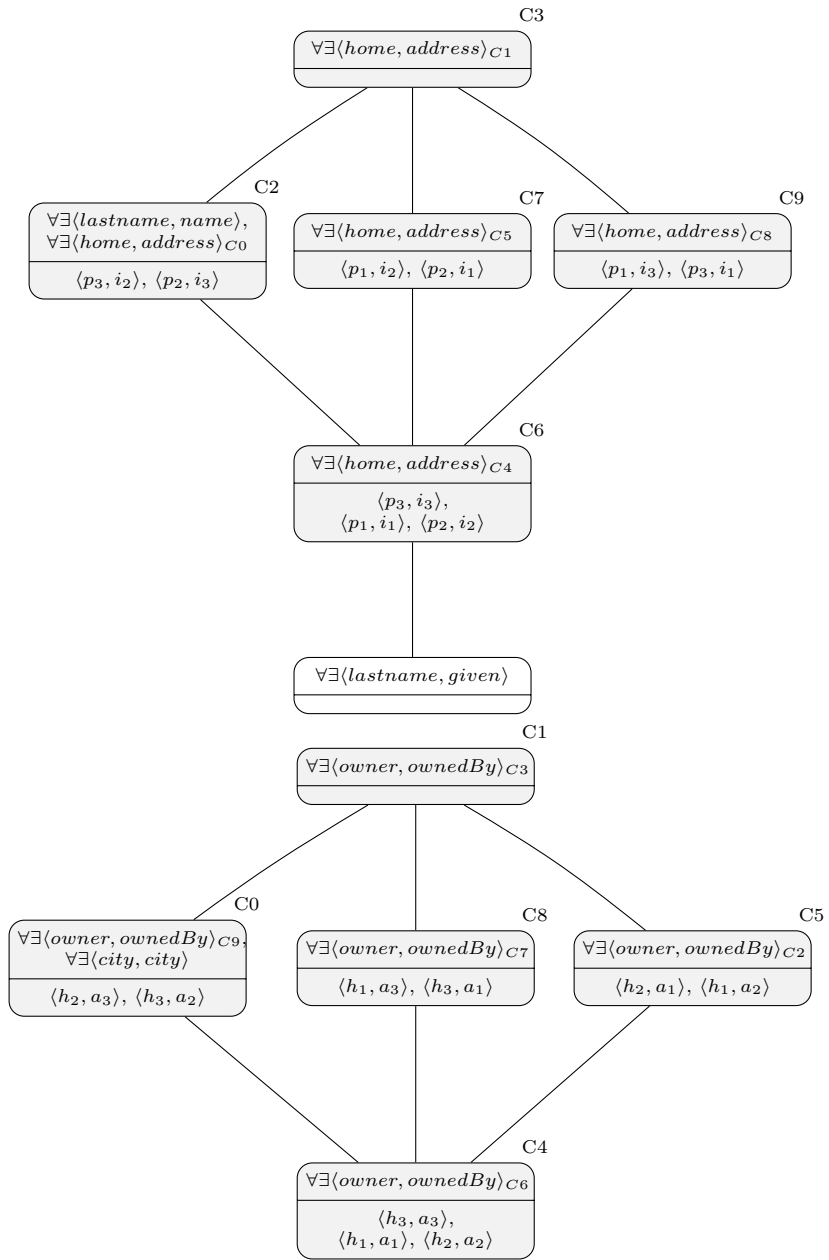 C3
∀∃⟨home, address⟩C1
C2
∀∃⟨lastname, name⟩,
∀∃⟨home, address⟩C0
⟨p3, i2⟩, ⟨p2, i3⟩
C7
∀∃⟨home, address⟩C5
⟨p1, i2⟩, ⟨p2, i1⟩
C9
∀∃⟨home, address⟩C8
⟨p1, i3⟩, ⟨p3, i1⟩
C6
∀∃⟨home, address⟩C4
⟨p3, i3⟩,
⟨p1, i1⟩, ⟨p2, i2⟩
∀∃⟨lastname, given⟩
C1
∀∃⟨owner, ownedBy⟩C3
C0
∀∃⟨owner, ownedBy⟩C9,
∀∃⟨city, city⟩
⟨h2, a3⟩, ⟨h3, a2⟩
C8
∀∃⟨owner, ownedBy⟩C7
⟨h1, a3⟩, ⟨h3, a1⟩
C5
∀∃⟨owner, ownedBy⟩C2
⟨h2, a1⟩, ⟨h1, a2⟩
C4
∀∃⟨owner, ownedBy⟩C6
⟨h3, a3⟩,
⟨h1, a1⟩, ⟨h2, a2⟩